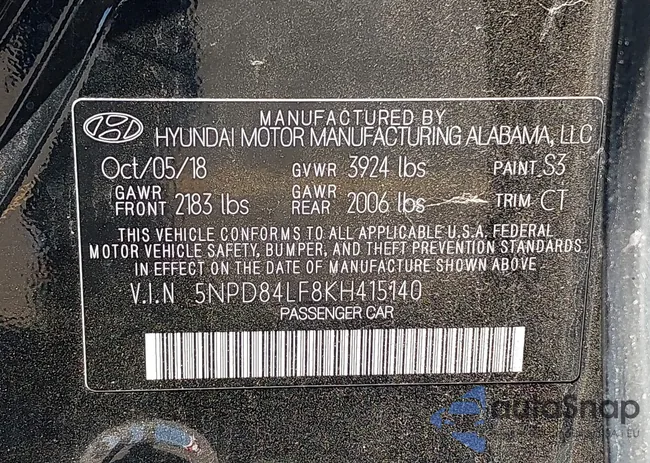 MANUFACTURED BY
HYUNDAI MOTOR MANUFACTURING ALABAMA, LLC
Oct/05/18 GVWR 3924 lbs PAINT S3
GAWR FRONT 2183 lbs GAWR REAR 2006 lbs TRIM CT
THIS VEHICLE CONFORMS TO ALL APPLICABLE U.S.A. FEDERAL
MOTOR VEHICLE SAFETY, BUMPER, AND THEFT PREVENTION STANDARDS
IN EFFECT ON THE DATE OF MANUFACTURE SHOWN ABOVE
V.I.N 5NPD84LF8KH415140
PASSENGER CAR
autoSnap